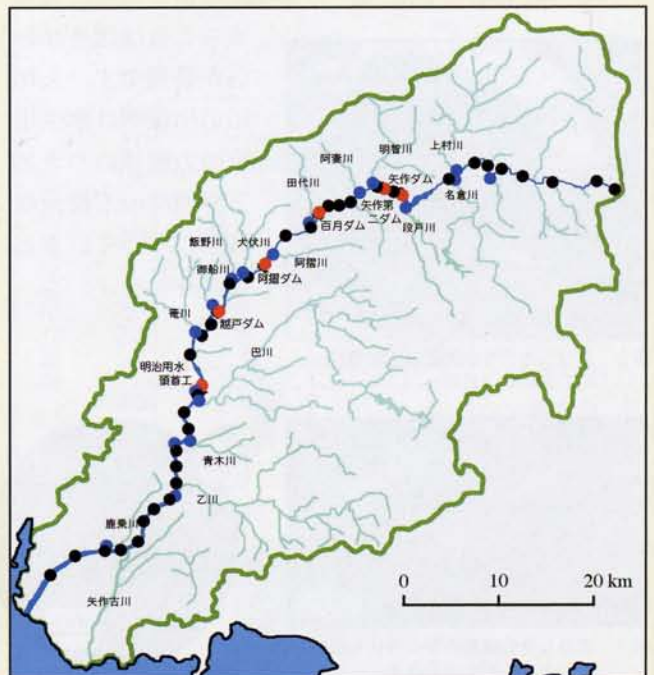 上村川
明智川
阿妻川
矢作ダム
田代川
名倉川
矢作第
二ダム
段戸川
百月ダム
飯野川
犬伏川
阿摺川
御船川
阿摺ダム
篭川
越戸ダム
巴川
明治用水
頭首工
青木川
乙川
鹿乗川
矢作古川
0
10
20 km